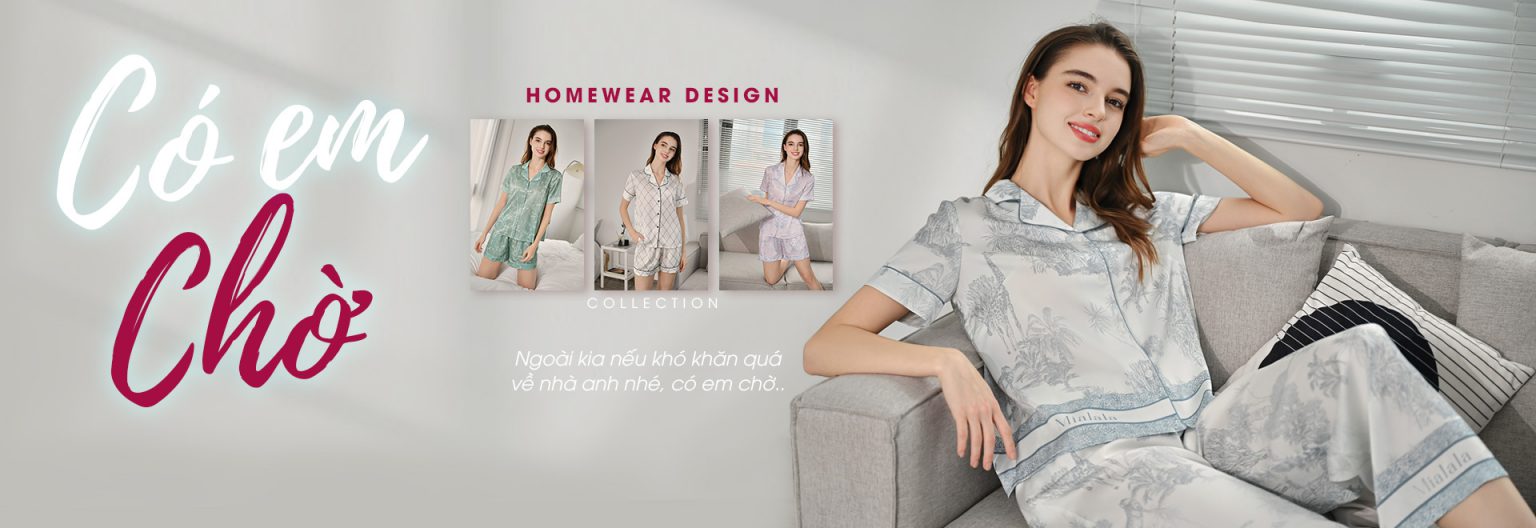 Có em
Chờ
HOMEWEAR DESIGN
COLLECTION
Ngoài kia nếu khó khăn quá
về nhà anh nhé, có em chờ..
Mialala
Mialala